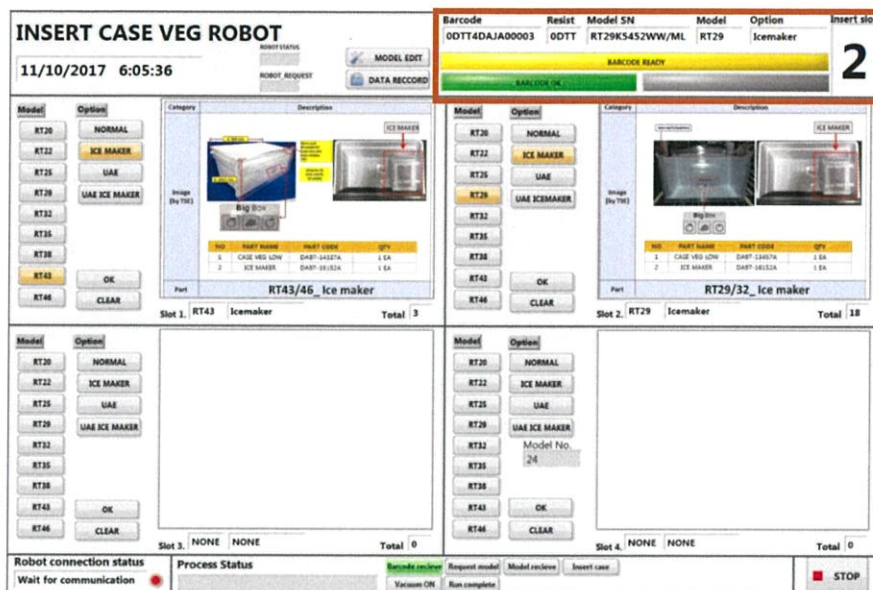 INSERT CASE VEG ROBOT
11/10/2017 6:05:36
ROBOT STATUS
ROBOT_REQUEST
MODEL EDIT
DATA RECCORD
Barcode Resist Model SN Model Option Insert slo
0DTT4DAJA00003 0DTT RT29K5452WW/ML RT29 Icemaker
2
BARCODE READY
BARCODE OK
Model Option
RT20 NORMAL
RT22 ICE MAKER
RT25 UAE
RT29 UAE ICE MAKER
RT32
RT35
RT38
RT43 OK
RT46 CLEAR
Category Description
Image
[by TSE]
ICE MAKER
Big Box
NO PART NAME PART CODE QTY
1 CASE VEG LOW 1 EA
2 ICE MAKER 1 EA
Part RT43/46_ Ice maker
Slot 1. RT43 Icemaker Total 3
Model Option
RT20 NORMAL
RT22 ICE MAKER
RT25 UAE
RT29 UAE ICEMAKER
RT32
RT35
RT38
RT43 OK
RT46 CLEAR
Category Description
Image
[by TSE]
ICE MAKER
Big Box
NO PART NAME PART CODE QTY
1 CASE VEG LOW 1 EA
2 ICE MAKER 1 EA
Part RT29/32_ Ice maker
Slot 2. RT29 Icemaker Total 18
Model Option
RT20 NORMAL
RT22 ICE MAKER
RT25 UAE
RT29 UAE ICE MAKER
RT32
RT35
RT38
RT43 OK
RT46 CLEAR
Slot 3. NONE NONE Total 0
Model Option
RT20 NORMAL
RT22 ICE MAKER
RT25 UAE
RT29 UAE ICE MAKER
RT32 Model No.
24
RT35
RT38
RT43 OK
RT46 CLEAR
Slot 4. NONE NONE Total 0
Robot connection status
Wait for communication
Process Status
Barcode recieve Request model Model recieve Insert case
Vacuum ON Run complete
STOP